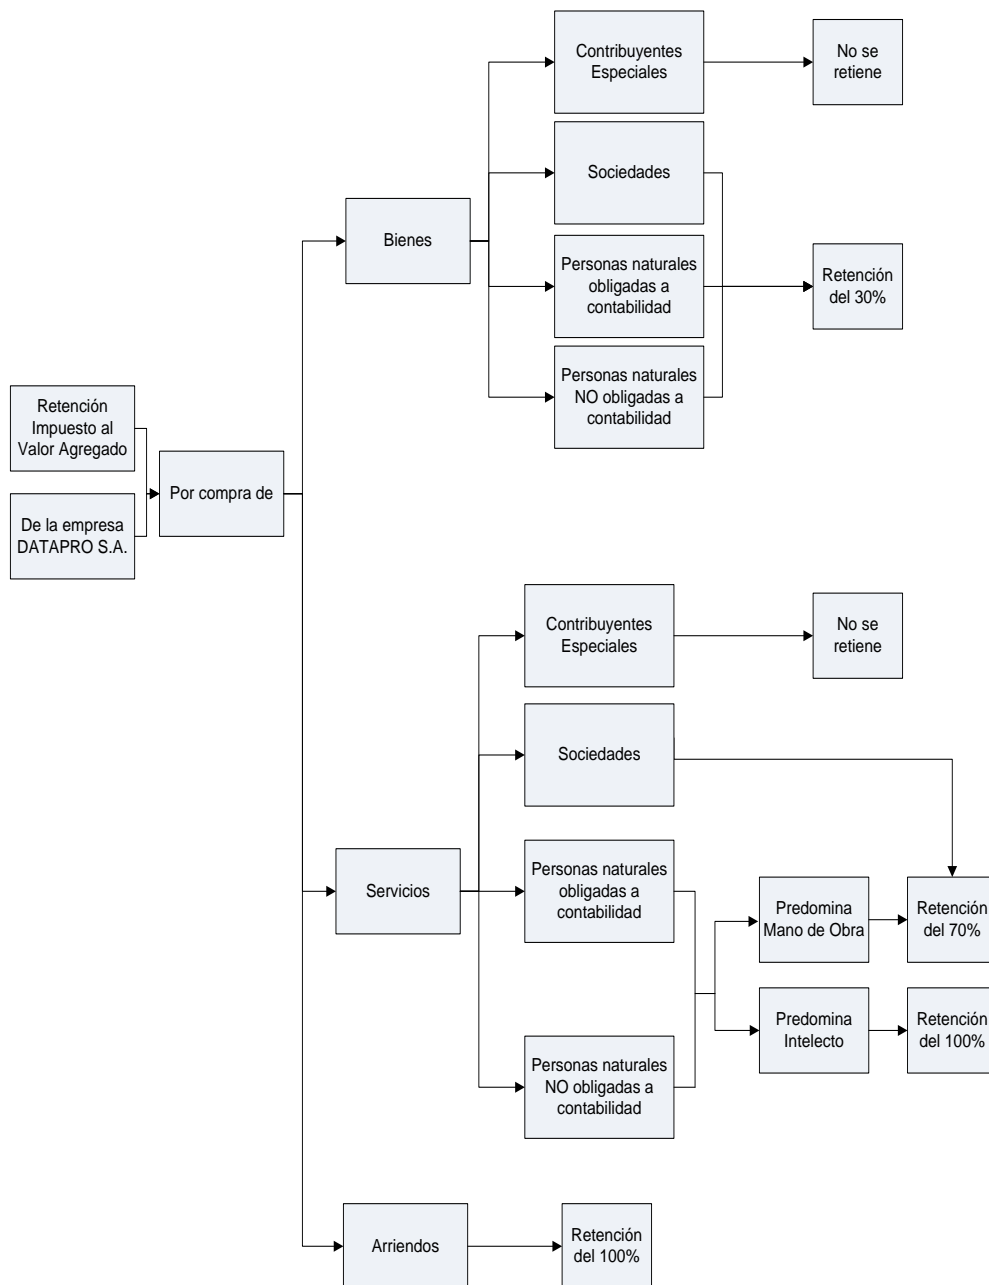 Contribuyentes
Especiales
No se
retiene
Sociedades
Bienes
Personas naturales
obligadas a
contabilidad
Retención
del 30%
Personas naturales
NO obligadas a
contabilidad
Retención
Impuesto al
Valor Agregado
Por compra de
De la empresa
DATAPRO S.A.
Contribuyentes
Especiales
No se
retiene
Sociedades
Servicios
Personas naturales
obligadas a
contabilidad
Predomina
Mano de Obra
Retención
del 70%
Predomina
Intelecto
Retención
del 100%
Personas naturales
NO obligadas a
contabilidad
Arriendos
Retención
del 100%